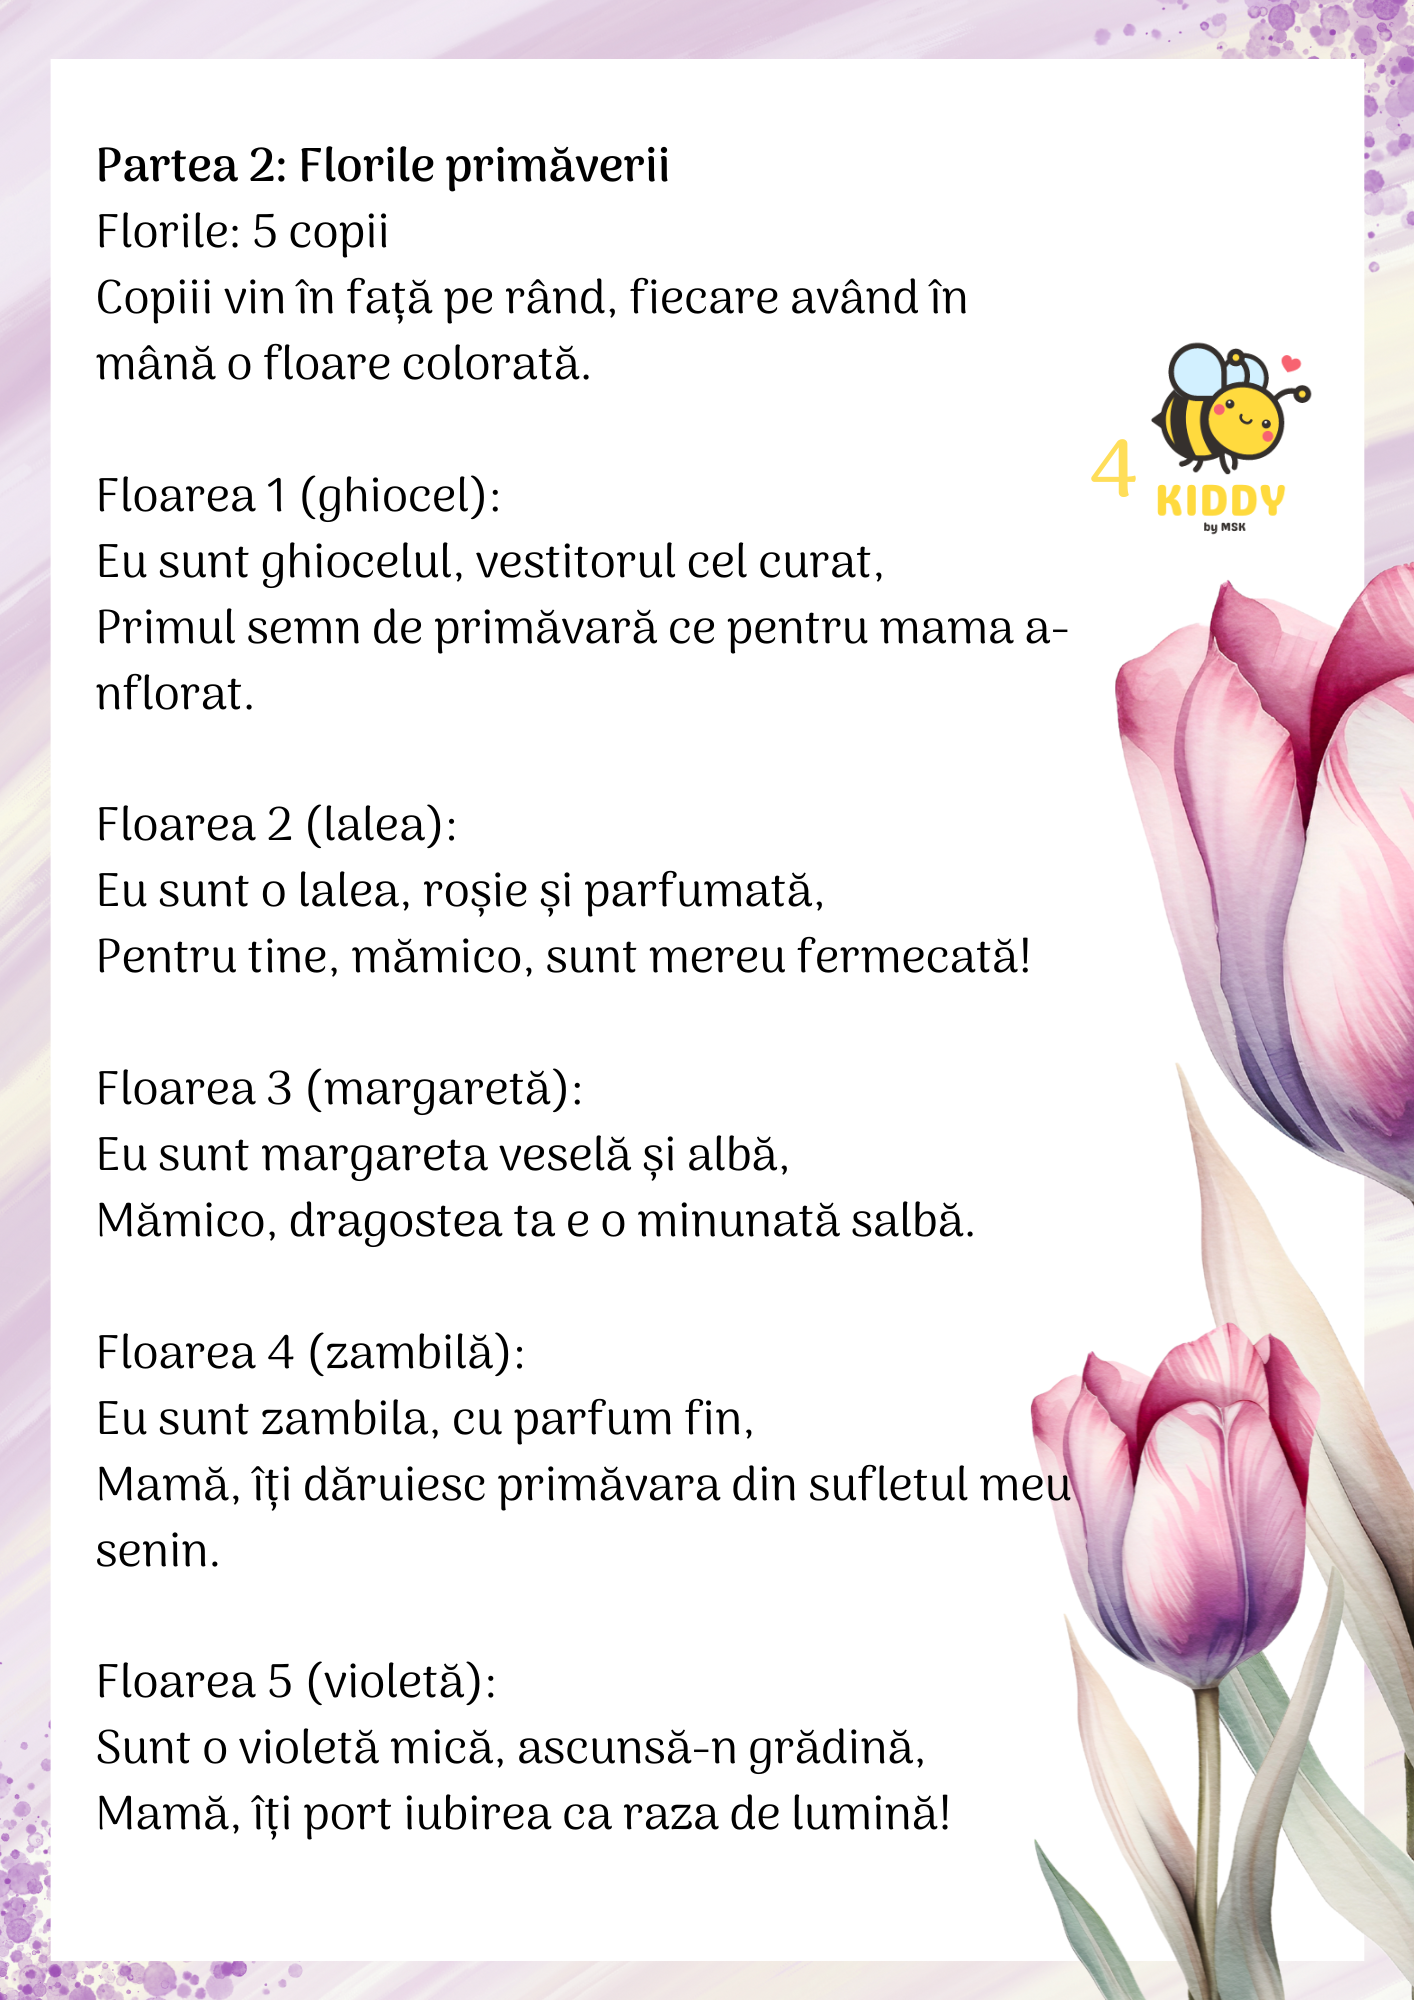 Partea 2: Florile primăverii
Florile: 5 copii
Copiii vin în față pe rând, fiecare având în
mână o floare colorată.
4
KIDDY
by MSK
Floarea 1 (ghiocel):
Eu sunt ghiocelul, vestitorul cel curat,
Primul semn de primăvară ce pentru mama a-
nflorat.
Floarea 2 (lalea):
Eu sunt o lalea, roșie și parfumată,
Pentru tine, mămico, sunt mereu fermecată!
Floarea 3 (margaretă):
Eu sunt margareta veselă și albă,
Mămico, dragostea ta e o minunată salbă.
Floarea 4 (zambilă):
Eu sunt zambila, cu parfum fin,
Mamă, îți dăruiesc primăvara din sufletul meu
senin.
Floarea 5 (violetă):
Sunt o violetă mică, ascunsă-n grădină,
Mamă, îți port iubirea ca raza de lumină!